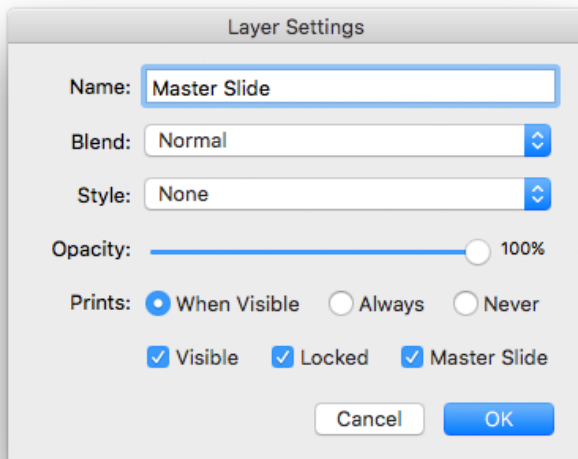 Layer Settings
Name: Master Slide
Blend: Normal
Style: None
Opacity: 100%
Prints: When Visible Always Never
Visible Locked Master Slide
Cancel OK